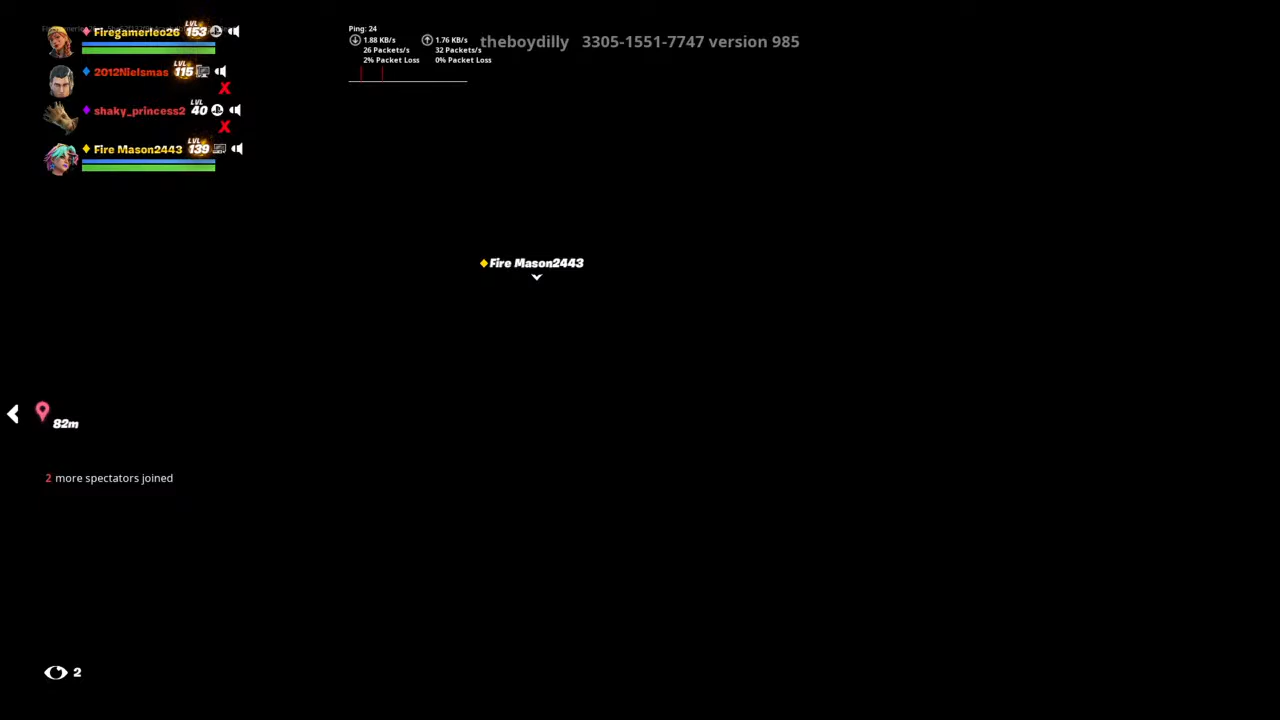 Firegamerleo26 LVL 153
2012Nielsmas LVL 115
X
shaky_princess2 LVL 40
X
Fire Mason2443 LVL 139
Ping: 24
1.88 KB/s 1.76 KB/s
26 Packets/s 32 Packets/s
2% Packet Loss 0% Packet Loss
theboydilly 3305-1551-7747 version 985
Fire Mason2443
82m
2 more spectators joined
2